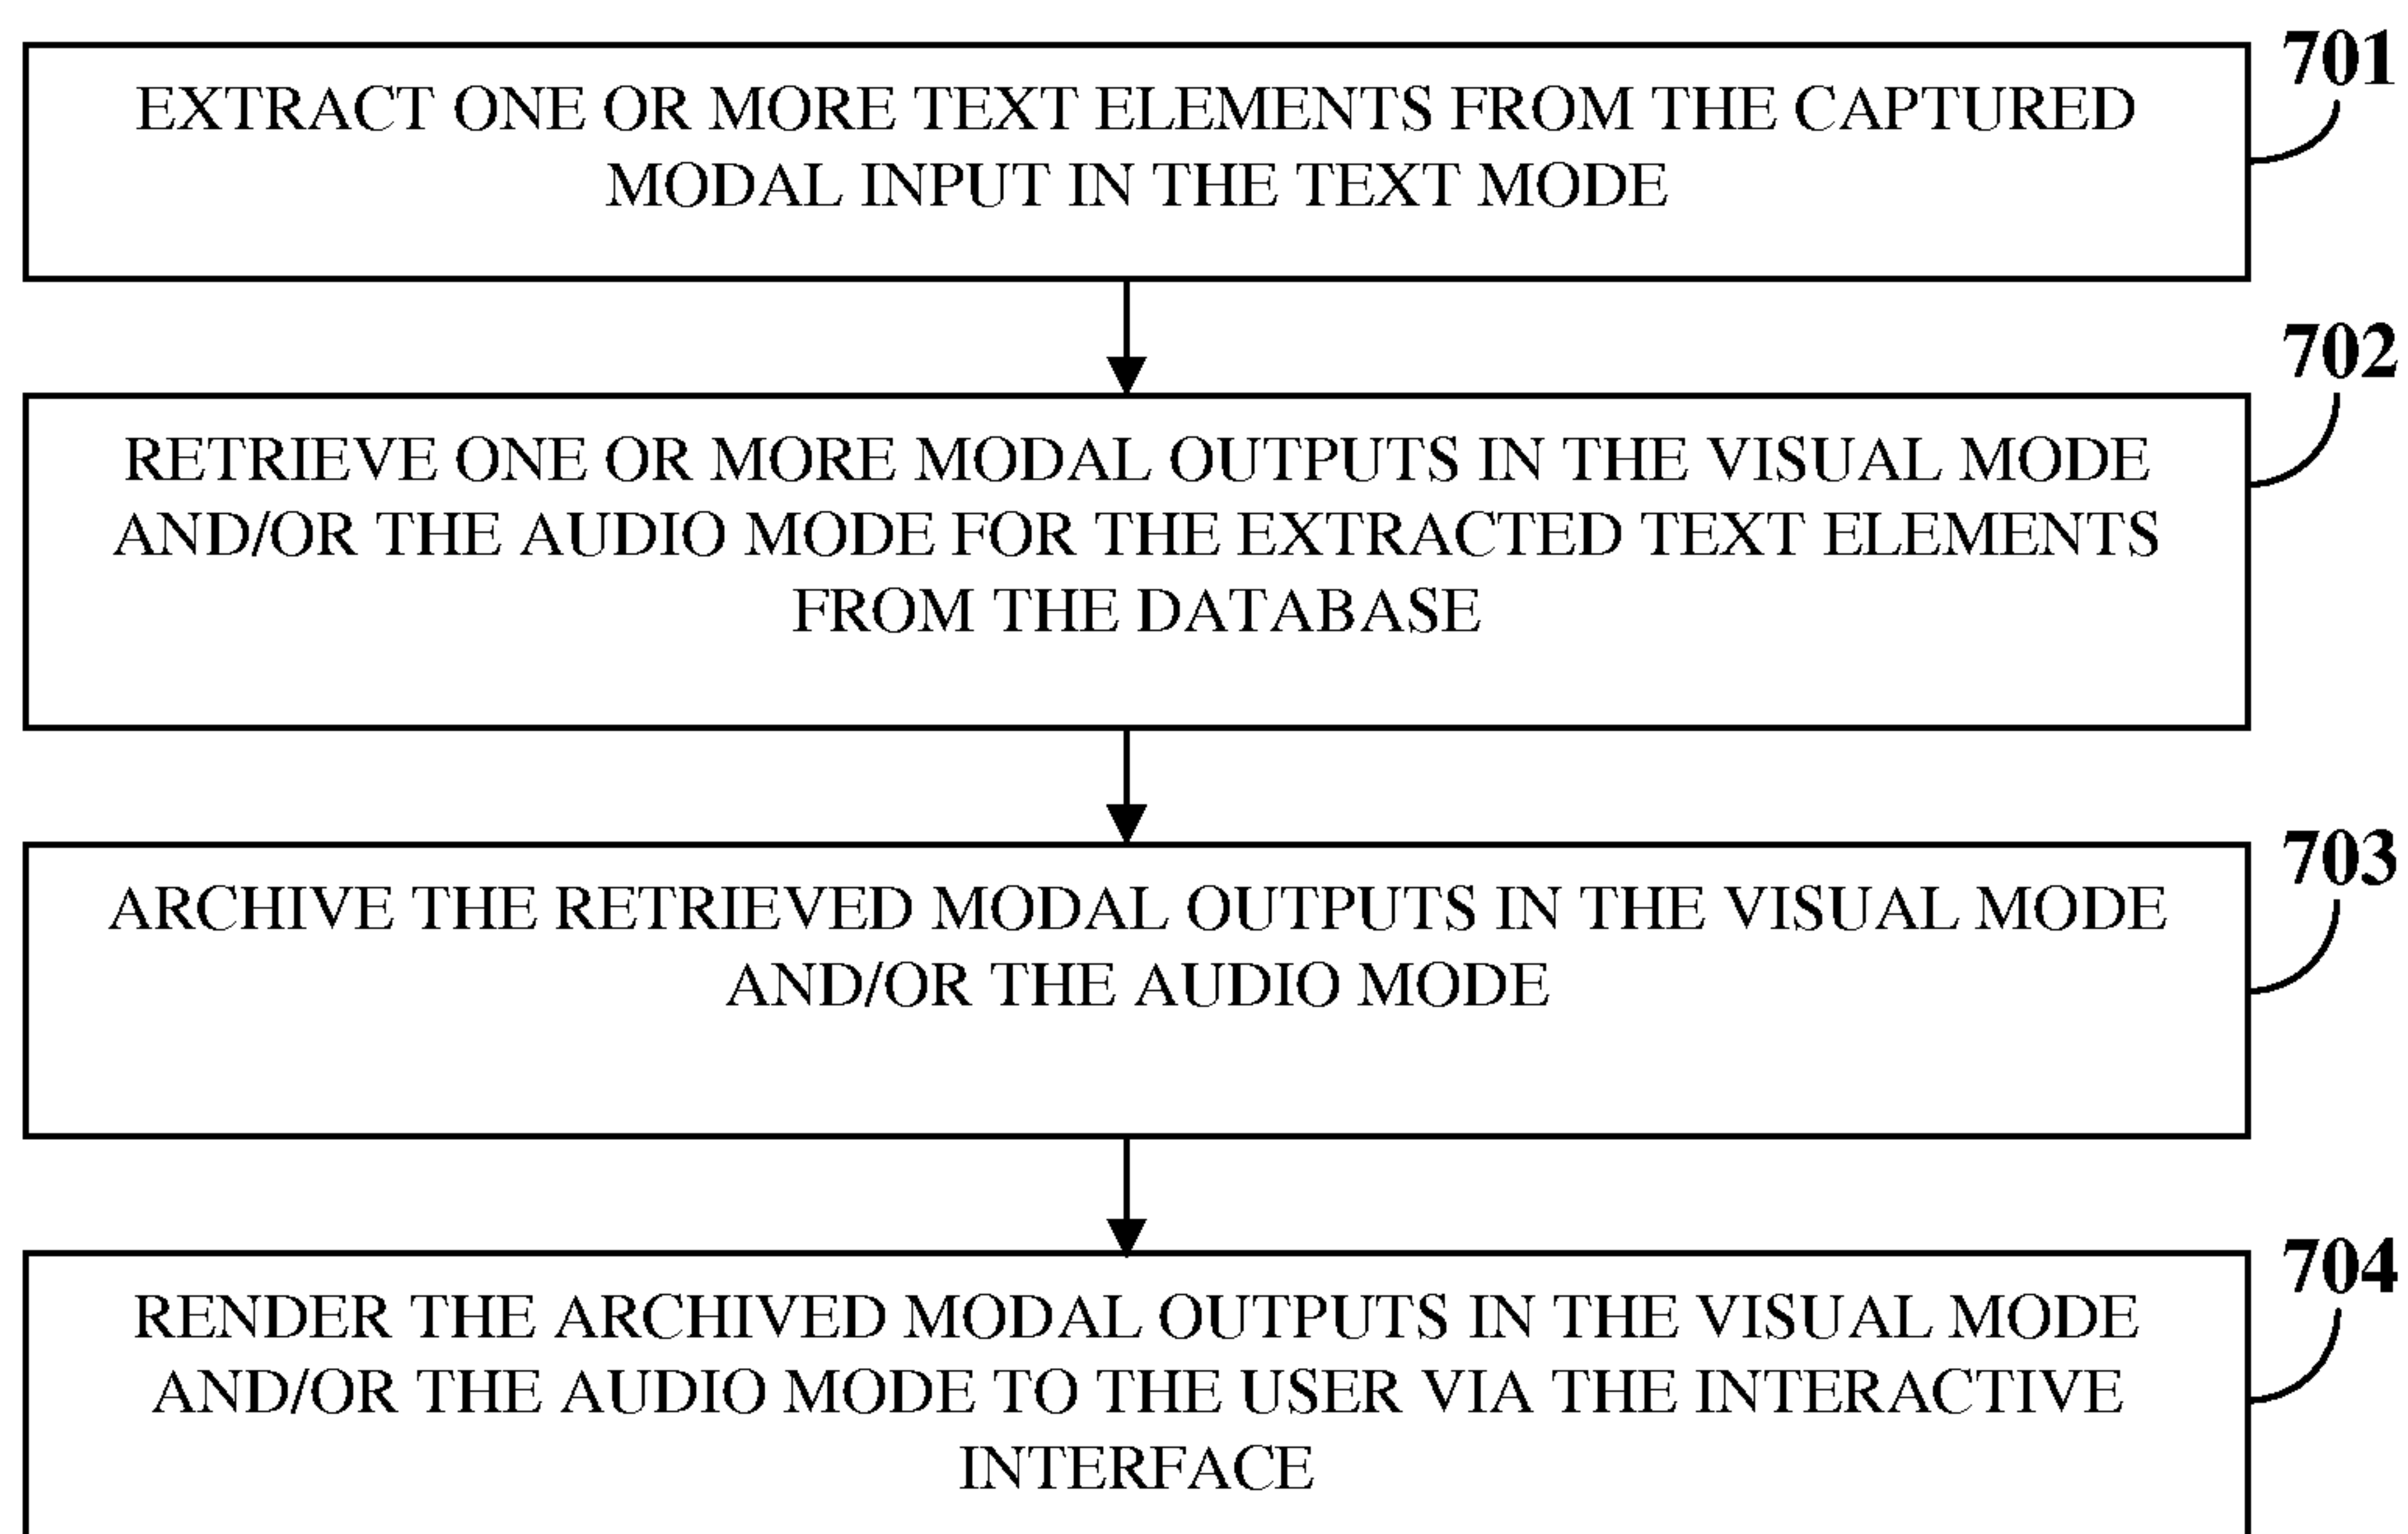 701
EXTRACT ONE OR MORE TEXT ELEMENTS FROM THE CAPTURED
MODAL INPUT IN THE TEXT MODE
702
RETRIEVE ONE OR MORE MODAL OUTPUTS IN THE VISUAL MODE
AND/OR THE AUDIO MODE FOR THE EXTRACTED TEXT ELEMENTS
FROM THE DATABASE
703
ARCHIVE THE RETRIEVED MODAL OUTPUTS IN THE VISUAL MODE
AND/OR THE AUDIO MODE
704
RENDER THE ARCHIVED MODAL OUTPUTS IN THE VISUAL MODE
AND/OR THE AUDIO MODE TO THE USER VIA THE INTERACTIVE
INTERFACE